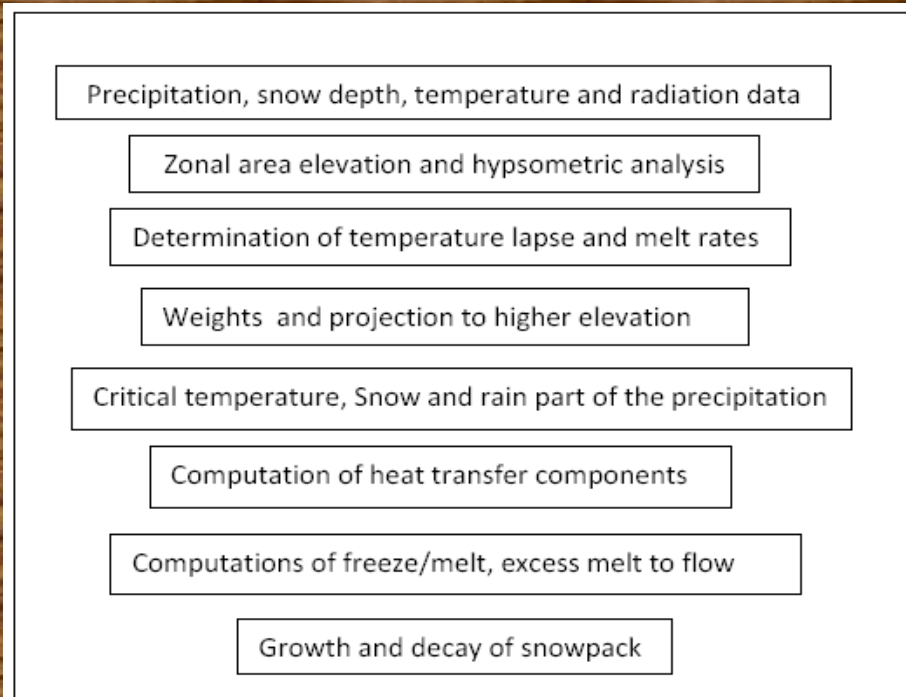 Precipitation, snow depth, temperature and radiation data
Zonal area elevation and hypsometric analysis
Determination of temperature lapse and melt rates
Weights and projection to higher elevation
Critical temperature, Snow and rain part of the precipitation
Computation of heat transfer components
Computations of freeze/melt, excess melt to flow
Growth and decay of snowpack